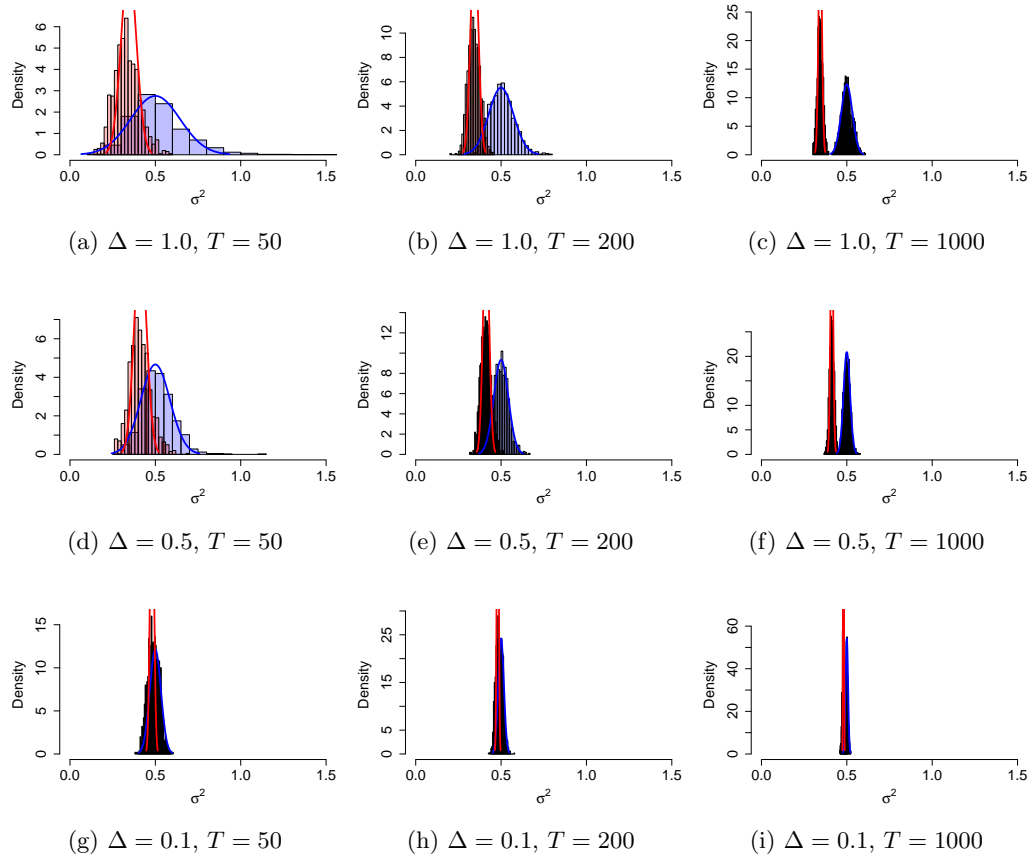 Density
0 1 2 3 4 5 6
0.0 0.5 1.0 1.5
σ²
(a) Δ = 1.0, T = 50
Density
0 2 4 6 8 10
0.0 0.5 1.0 1.5
σ²
(b) Δ = 1.0, T = 200
Density
0 5 10 15 20 25
0.0 0.5 1.0 1.5
σ²
(c) Δ = 1.0, T = 1000
Density
0 2 4 6
0.0 0.5 1.0 1.5
σ²
(d) Δ = 0.5, T = 50
Density
0 2 4 6 8 12
0.0 0.5 1.0 1.5
σ²
(e) Δ = 0.5, T = 200
Density
0 5 10 20
0.0 0.5 1.0 1.5
σ²
(f) Δ = 0.5, T = 1000
Density
0 5 10 15
0.0 0.5 1.0 1.5
σ²
(g) Δ = 0.1, T = 50
Density
0 5 15 25
0.0 0.5 1.0 1.5
σ²
(h) Δ = 0.1, T = 200
Density
0 20 40 60
0.0 0.5 1.0 1.5
σ²
(i) Δ = 0.1, T = 1000